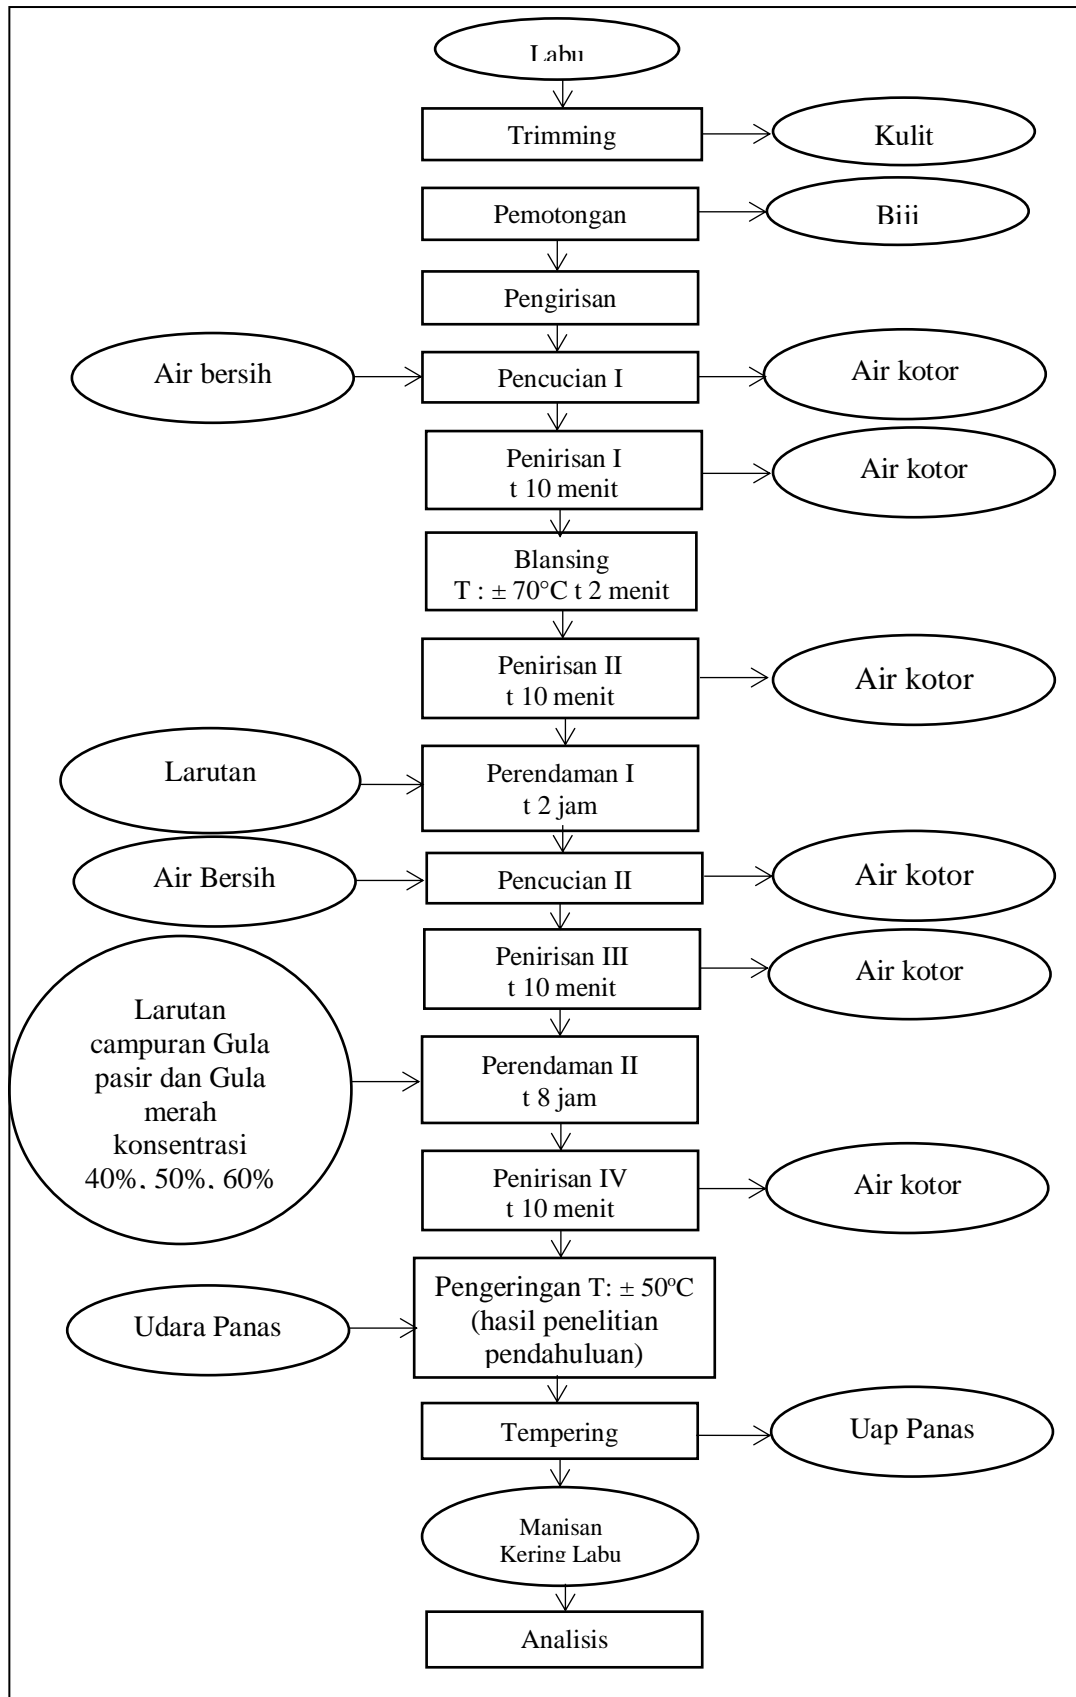 Labu
Trimming
Kulit
Pemotongan
Biji
Pengirisan
Air bersih
Pencucian I
Air kotor
Penirisan I
t 10 menit
Air kotor
Blansing
T : ± 70°C t 2 menit
Penirisan II
t 10 menit
Air kotor
Larutan
Perendaman I
t 2 jam
Air Bersih
Pencucian II
Air kotor
Penirisan III
t 10 menit
Air kotor
Larutan
campuran Gula
pasir dan Gula
merah
konsentrasi
40%, 50%, 60%
Perendaman II
t 8 jam
Penirisan IV
t 10 menit
Air kotor
Udara Panas
Pengeringan T: ± 50°C
(hasil penelitian
pendahuluan)
Tempering
Uap Panas
Manisan
Kering Labu
Analisis